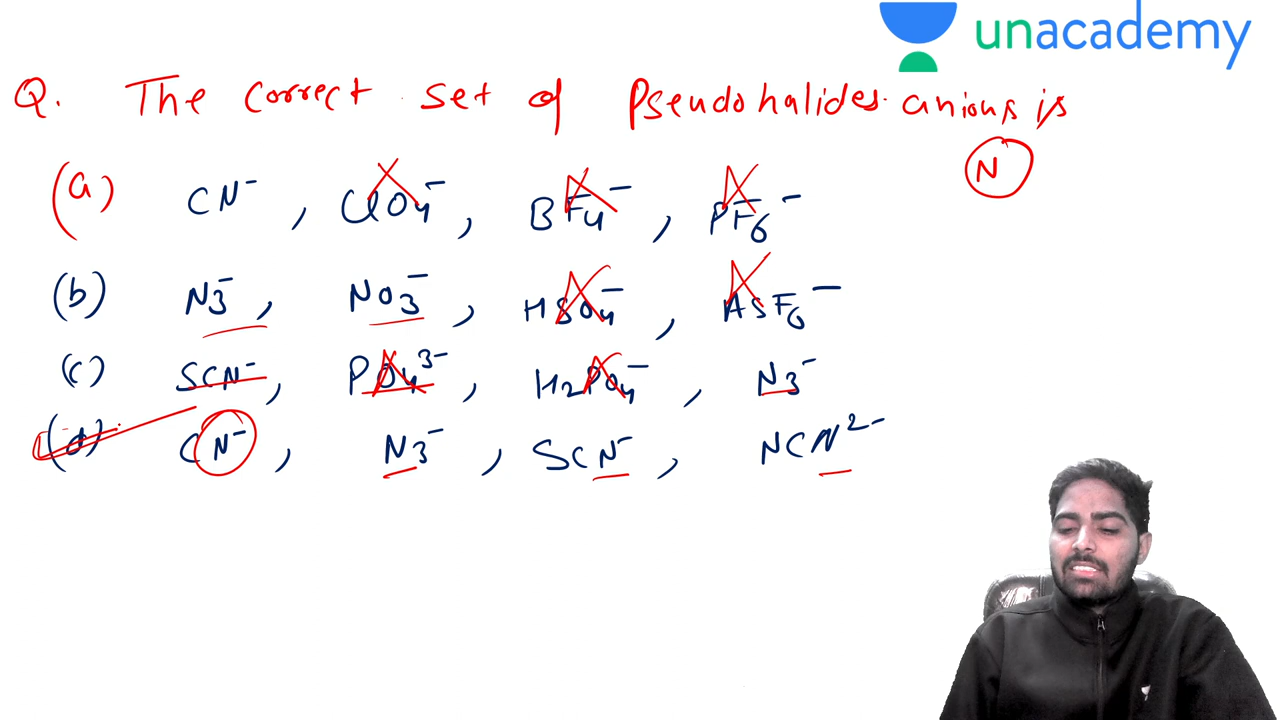 unacademy
Q. The correct set of Pseudohalides anions is
N
(a) CN⁻, ClO₄⁻, BF₄⁻, PF₆⁻
(b) N₃⁻, NO₃⁻, HSO₄⁻, AsF₆⁻
(c) SCN⁻, PO₄³⁻, H₂PO₄⁻, N₃⁻
(d) CN⁻, N₃⁻, SCN⁻, NCN²⁻